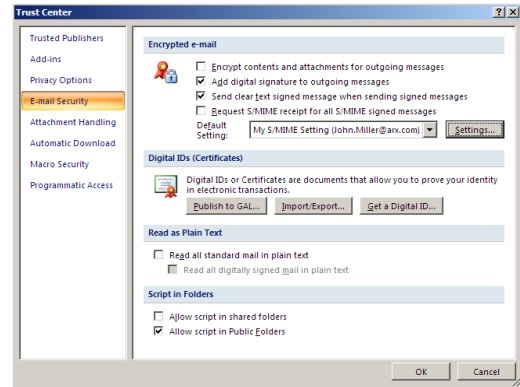 Trust Center
Trusted Publishers
Add-ins
Privacy Options
E-mail Security
Attachment Handling
Automatic Download
Macro Security
Programmatic Access
Encrypted e-mail
Encrypt contents and attachments for outgoing messages
Add digital signature to outgoing messages
Send clear text signed message when sending signed messages
Request S/MIME receipt for all S/MIME signed messages
Default
Setting:
My S/MIME Setting (John.Miller@arx.com)
Settings...
Digital IDs (Certificates)
Digital IDs or Certificates are documents that allow you to prove your identity
in electronic transactions.
Publish to GAL...
Import/Export...
Get a Digital ID...
Read as Plain Text
Read all standard mail in plain text
Read all digitally signed mail in plain text
Script in Folders
Allow script in shared folders
Allow script in Public Folders
OK
Cancel